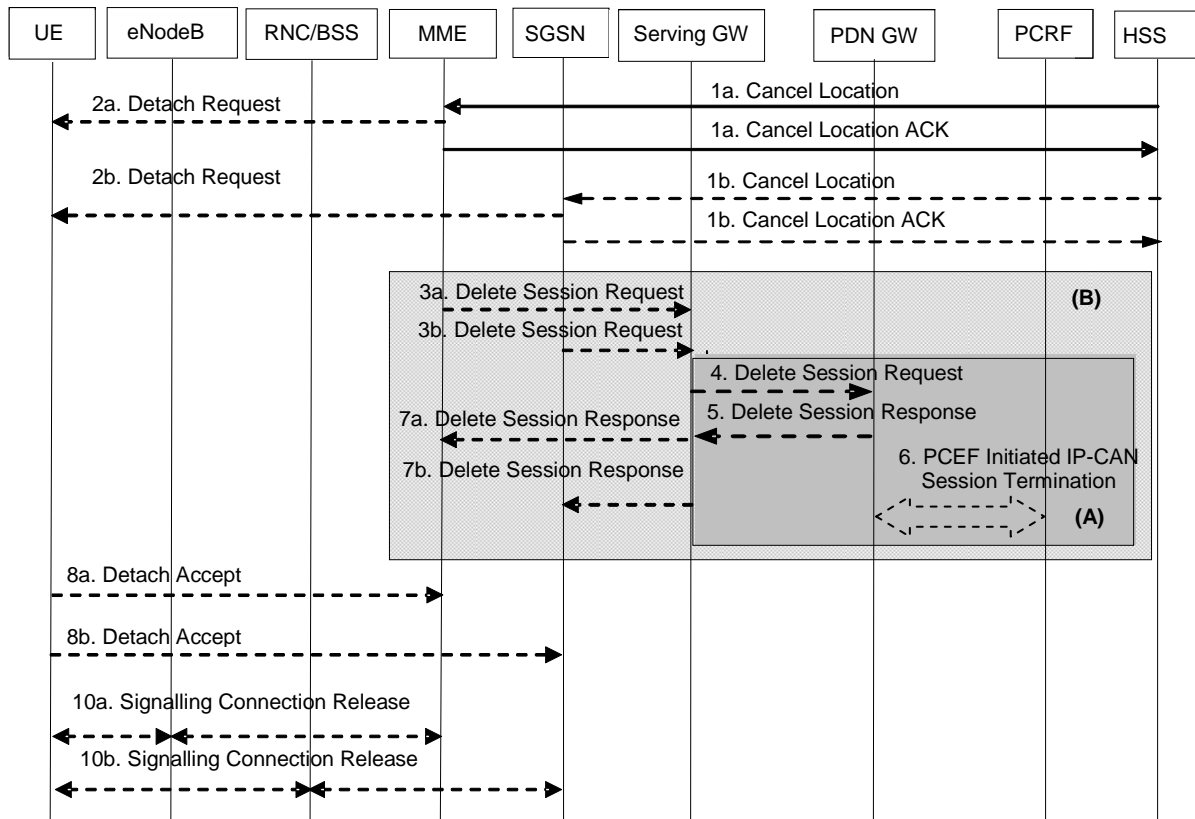 UE
eNodeB
RNC/BSS
MME
SGSN
Serving GW
PDN GW
PCRF
HSS
2a. Detach Request
1a. Cancel Location
1a. Cancel Location ACK
2b. Detach Request
1b. Cancel Location
1b. Cancel Location ACK
3a. Delete Session Request
(B)
3b. Delete Session Request
4. Delete Session Request
7a. Delete Session Response
5. Delete Session Response
7b. Delete Session Response
6. PCEF Initiated IP-CAN
Session Termination
(A)
8a. Detach Accept
8b. Detach Accept
10a. Signalling Connection Release
10b. Signalling Connection Release